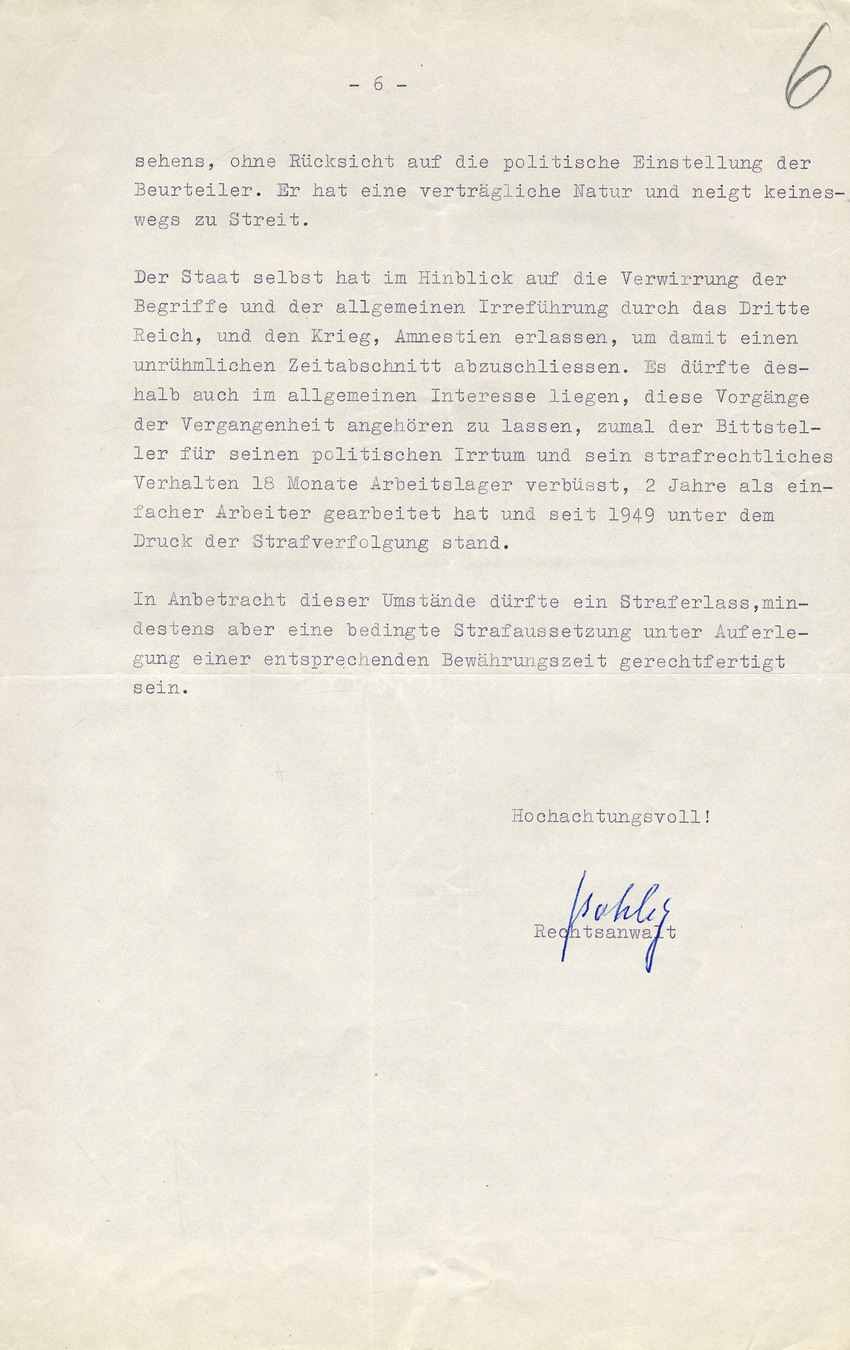 - 6 -
6
sehens, ohne Rücksicht auf die politische Einstellung der
Beurteiler. Er hat eine verträgliche Natur und neigt keines-
wegs zu Streit.
Der Staat selbst hat im Hinblick auf die Verwirrung der
Begriffe und der allgemeinen Irreführung durch das Dritte
Reich, und den Krieg, Amnestien erlassen, um damit einen
unrühmlichen Zeitabschnitt abzuschliessen. Es dürfte des-
halb auch im allgemeinen Interesse liegen, diese Vorgänge
der Vergangenheit angehören zu lassen, zumal der Bittstel-
ler für seinen politischen Irrtum und sein strafrechtliches
Verhalten 18 Monate Arbeitslager verbüsst, 2 Jahre als ein-
facher Arbeiter gearbeitet hat und seit 1949 unter dem
Druck der Strafverfolgung stand.
In Anbetracht dieser Umstände dürfte ein Straferlass,min-
destens aber eine bedingte Strafaussetzung unter Auferle-
gung einer entsprechenden Bewährungszeit gerechtfertigt
sein.
Hochachtungsvoll!
Rechtsanwalt